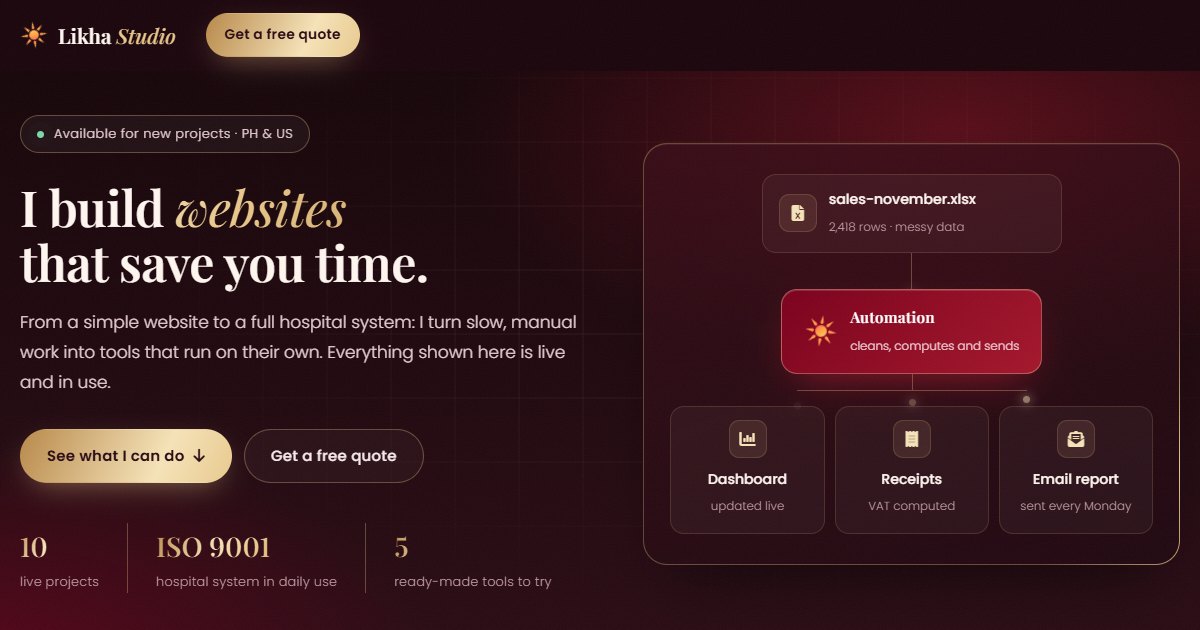 Likha Studio
Get a free quote
Available for new projects · PH & US
I build websites
that save you time.
From a simple website to a full hospital system: I turn slow, manual
work into tools that run on their own. Everything shown here is live
and in use.
See what I can do ↓
Get a free quote
10
live projects
ISO 9001
hospital system in daily use
5
ready-made tools to try
sales-november.xlsx
2,418 rows · messy data
Automation
cleans, computes and sends
Dashboard
updated live
Receipts
VAT computed
Email report
sent every Monday